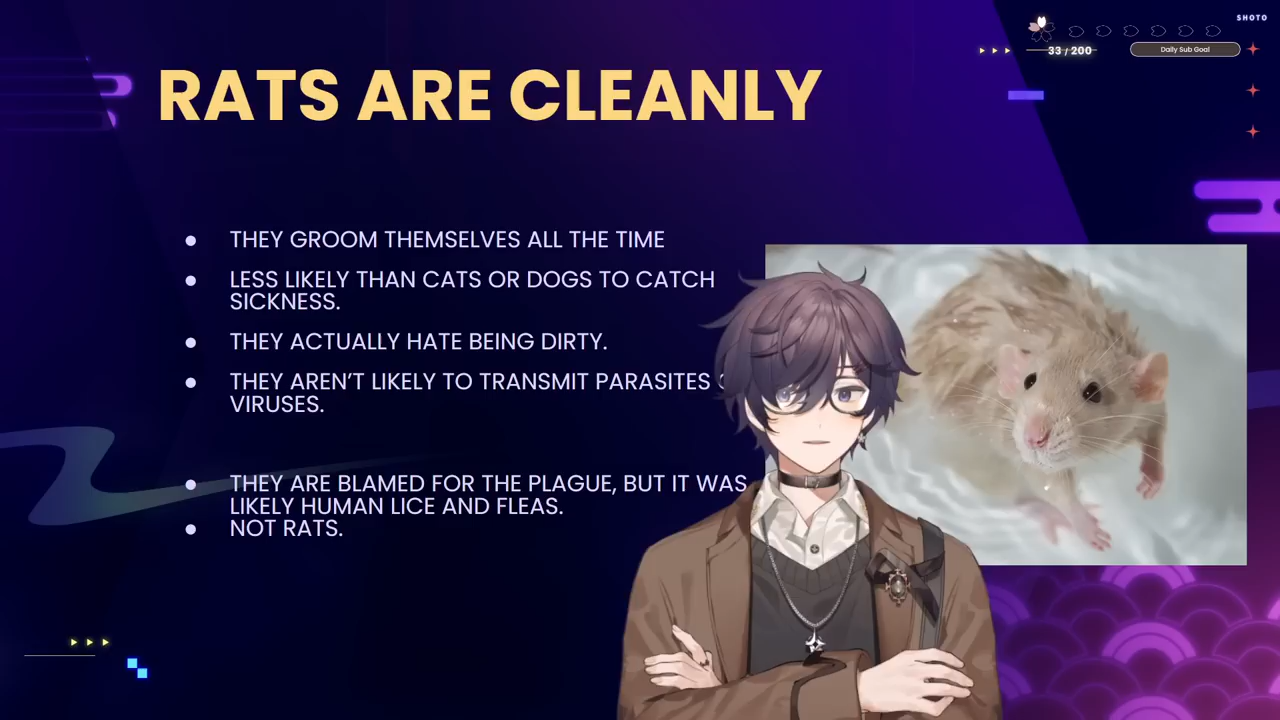 SHOTO
33 / 200
Daily Sub Goal
RATS ARE CLEANLY
THEY GROOM THEMSELVES ALL THE TIME
LESS LIKELY THAN CATS OR DOGS TO CATCH
SICKNESS.
THEY ACTUALLY HATE BEING DIRTY.
THEY AREN'T LIKELY TO TRANSMIT PARASITES
VIRUSES.
THEY ARE BLAMED FOR THE PLAGUE, BUT IT WAS
LIKELY HUMAN LICE AND FLEAS.
NOT RATS.